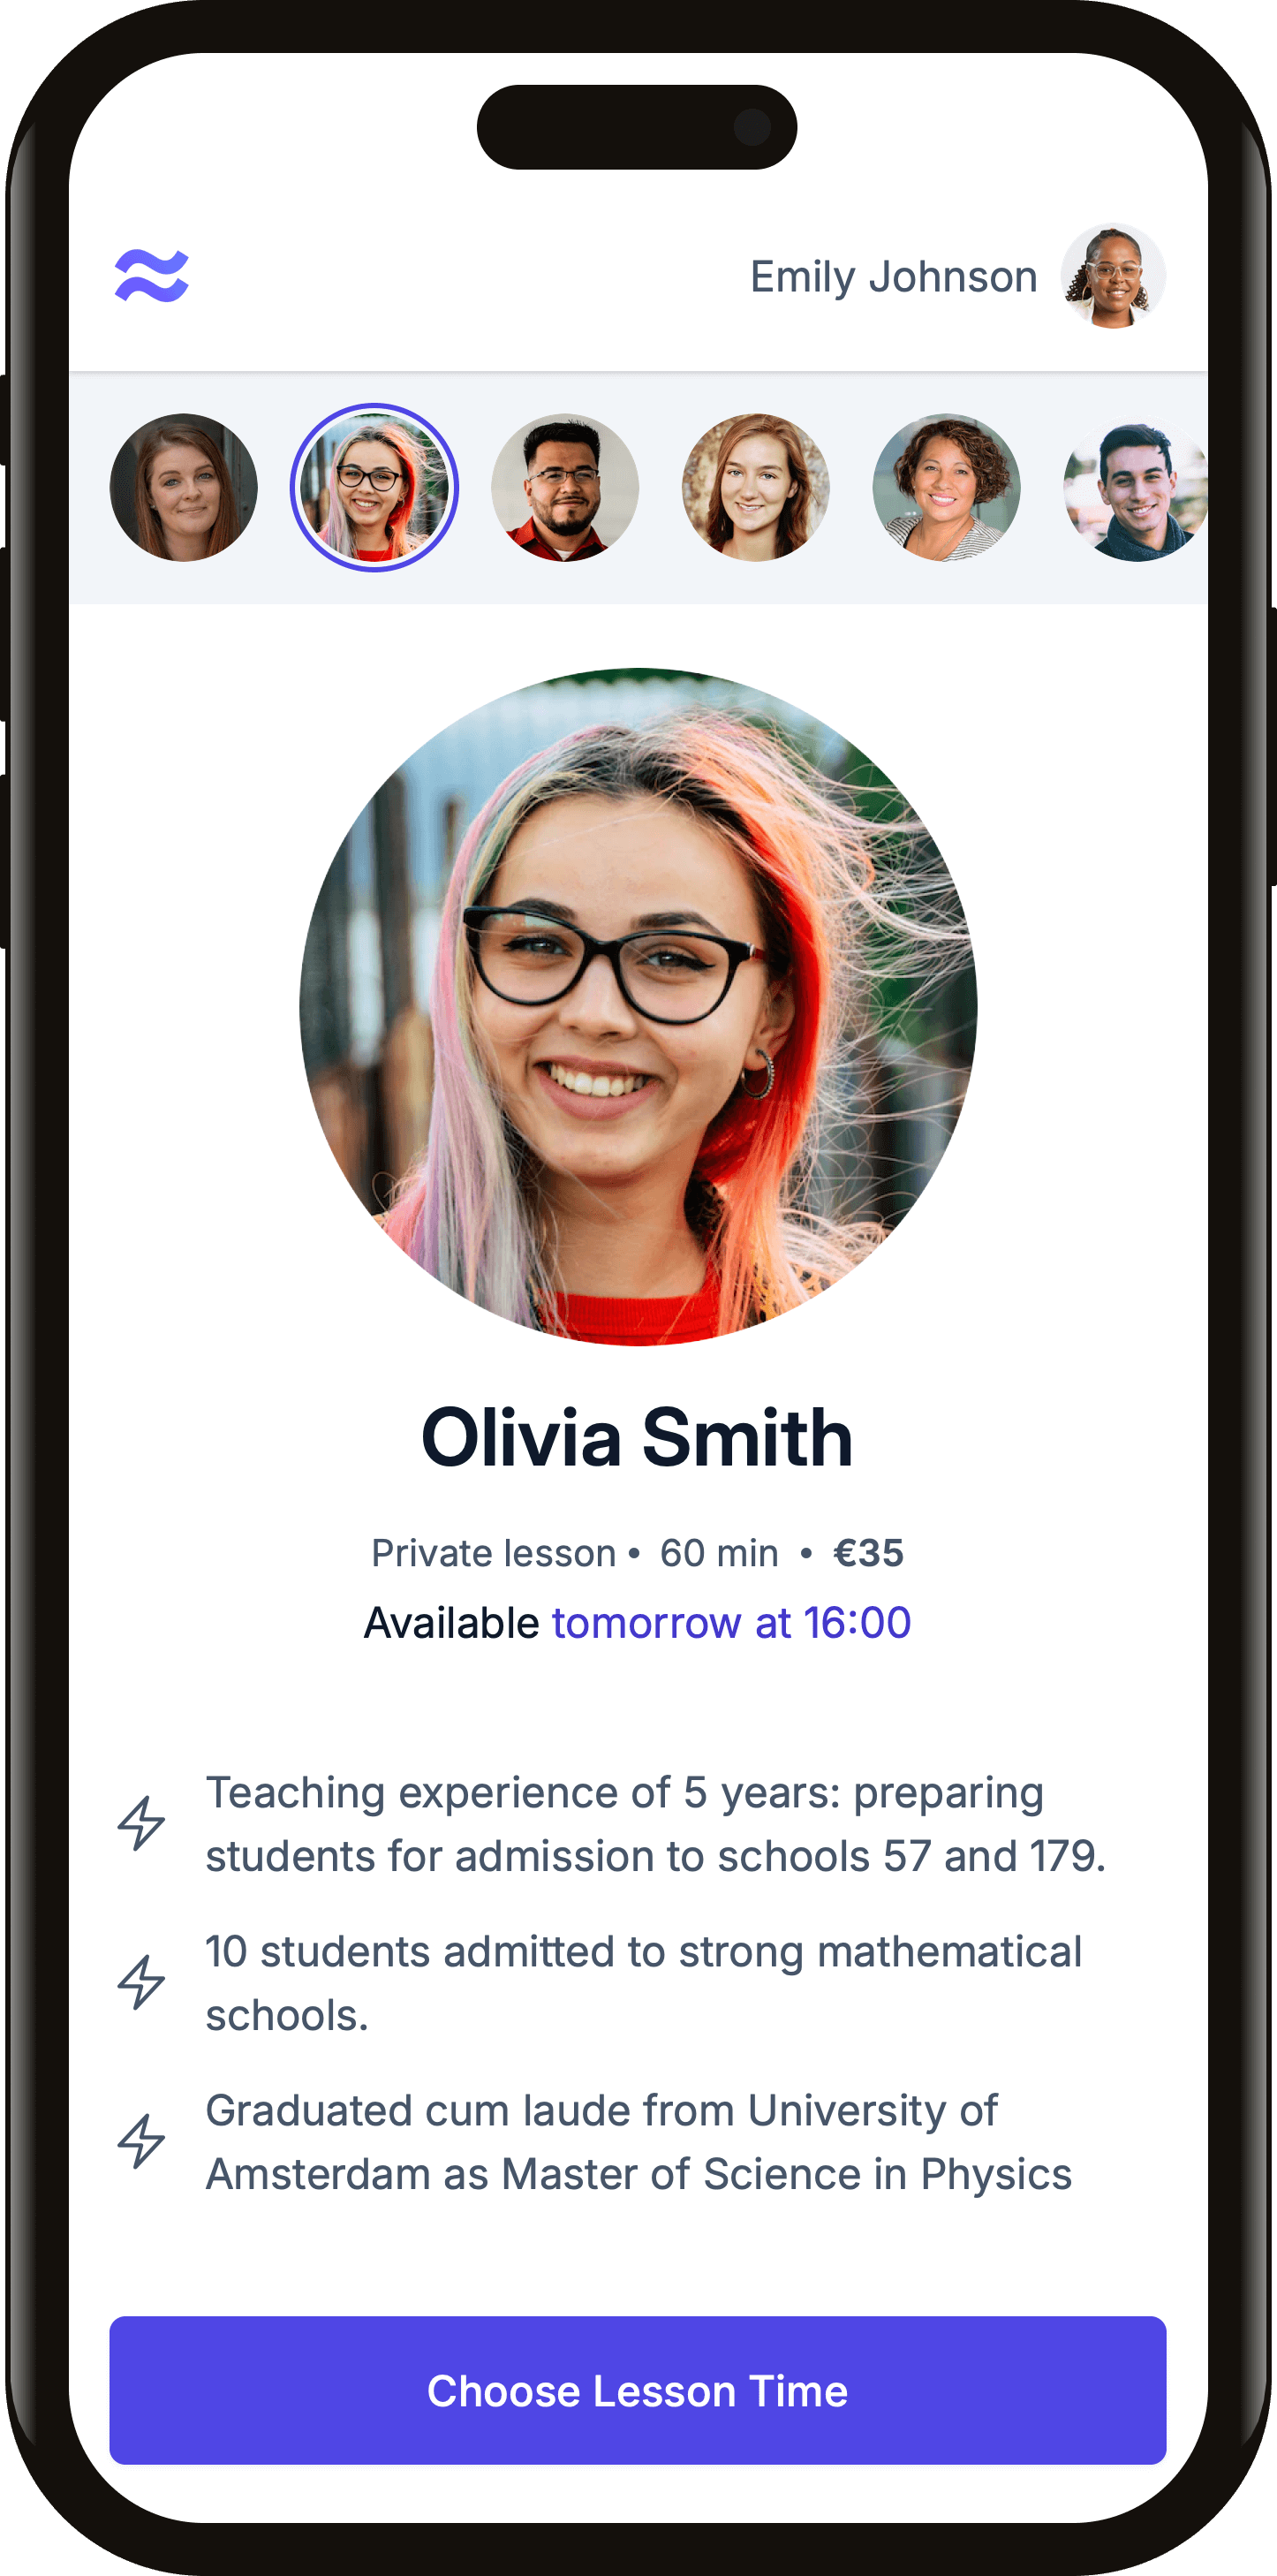 Emily Johnson
Olivia Smith
Private lesson • 60 min • €35
Available tomorrow at 16:00
Teaching experience of 5 years: preparing
students for admission to schools 57 and 179.
10 students admitted to strong mathematical
schools.
Graduated cum laude from University of
Amsterdam as Master of Science in Physics
Choose Lesson Time